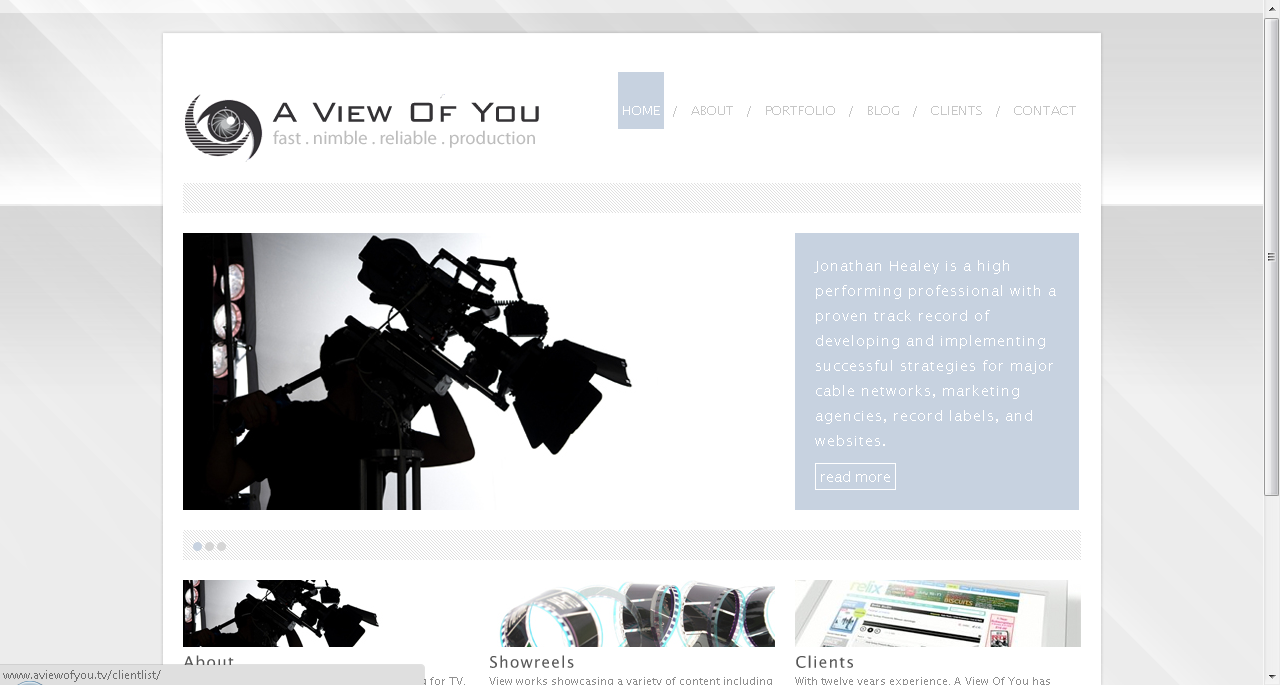 A VIEW OF YOU
fast . nimble . reliable . production
HOME / ABOUT / PORTFOLIO / BLOG / CLIENTS / CONTACT
Jonathan Healey is a high
performing professional with a
proven track record of
developing and implementing
successful strategies for major
cable networks, marketing
agencies, record labels, and
websites.
read more
relix
BISCUITS
About
Showreels
Clients
g for TV,
View works showcasing a variety of content including
With twelve years experience, A View Of You has
www.aviewofyou.tv/clientlist/